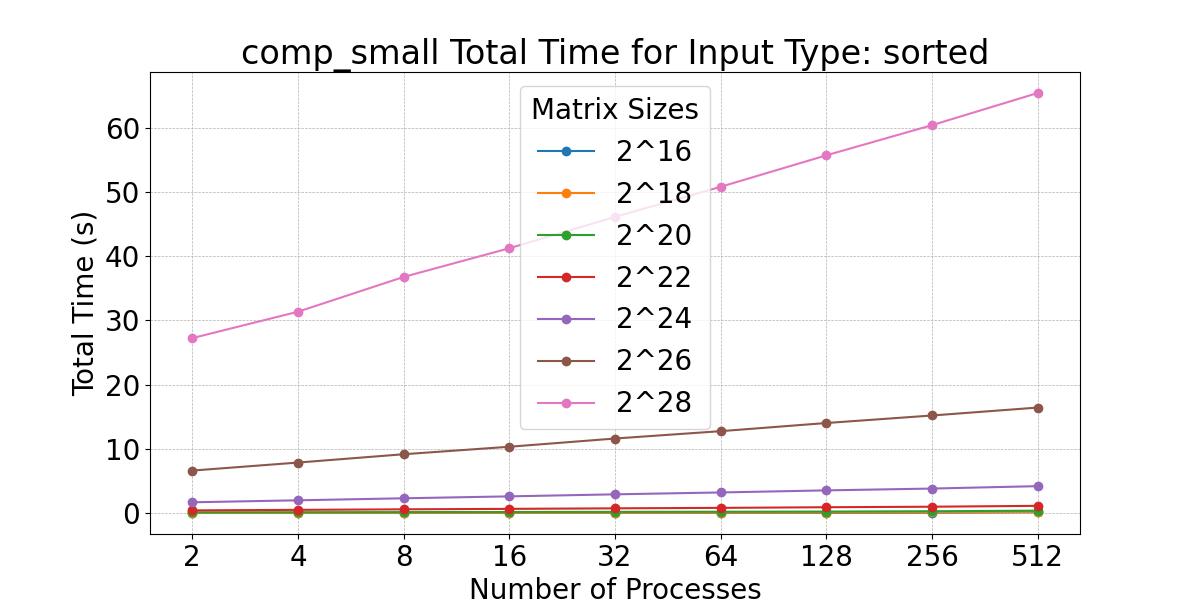 comp_small Total Time for Input Type: sorted
Total Time (s)
60
50
40
30
20
10
0
Matrix Sizes
2^16
2^18
2^20
2^22
2^24
2^26
2^28
2 4 8 16 32 64 128 256 512
Number of Processes